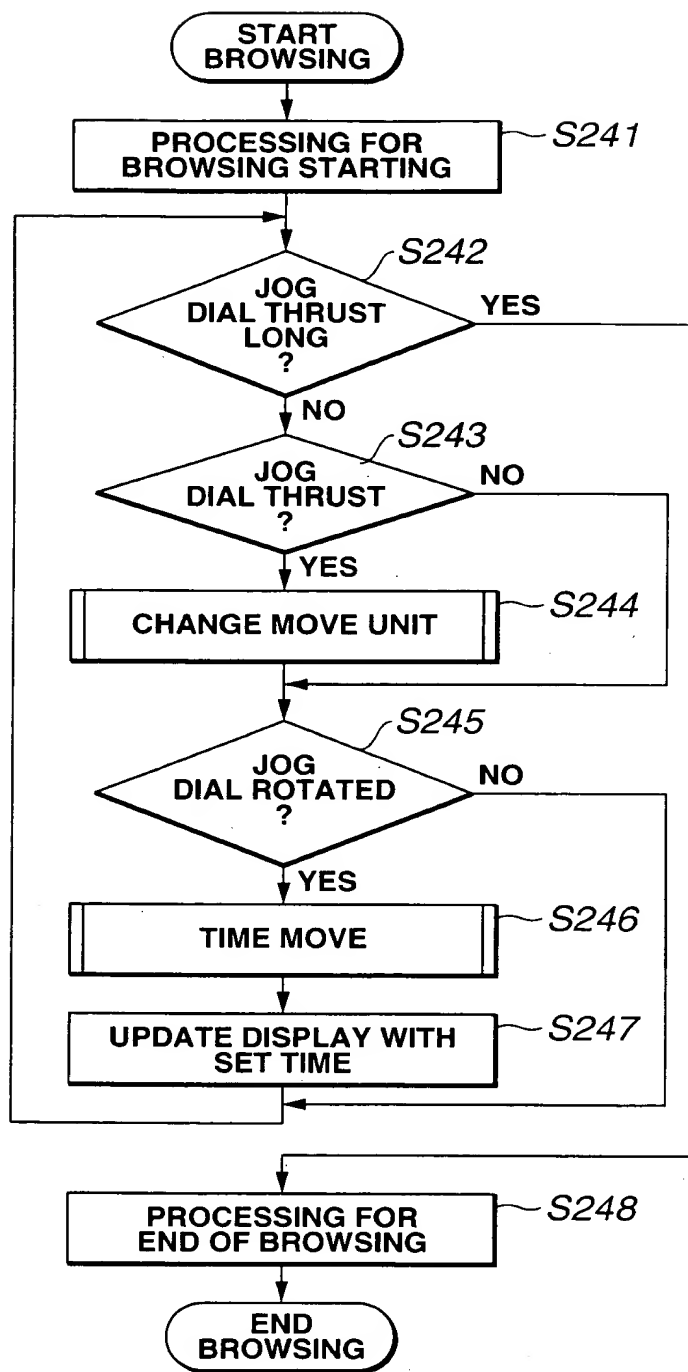 START
BROWSING
PROCESSING FOR
BROWSING STARTING
S241
S242
JOG
DIAL THRUST
LONG
?
YES
NO
S243
JOG
DIAL THRUST
?
NO
YES
CHANGE MOVE UNIT
S244
S245
JOG
DIAL ROTATED
?
NO
YES
TIME MOVE
S246
UPDATE DISPLAY WITH
SET TIME
S247
PROCESSING FOR
END OF BROWSING
S248
END
BROWSING